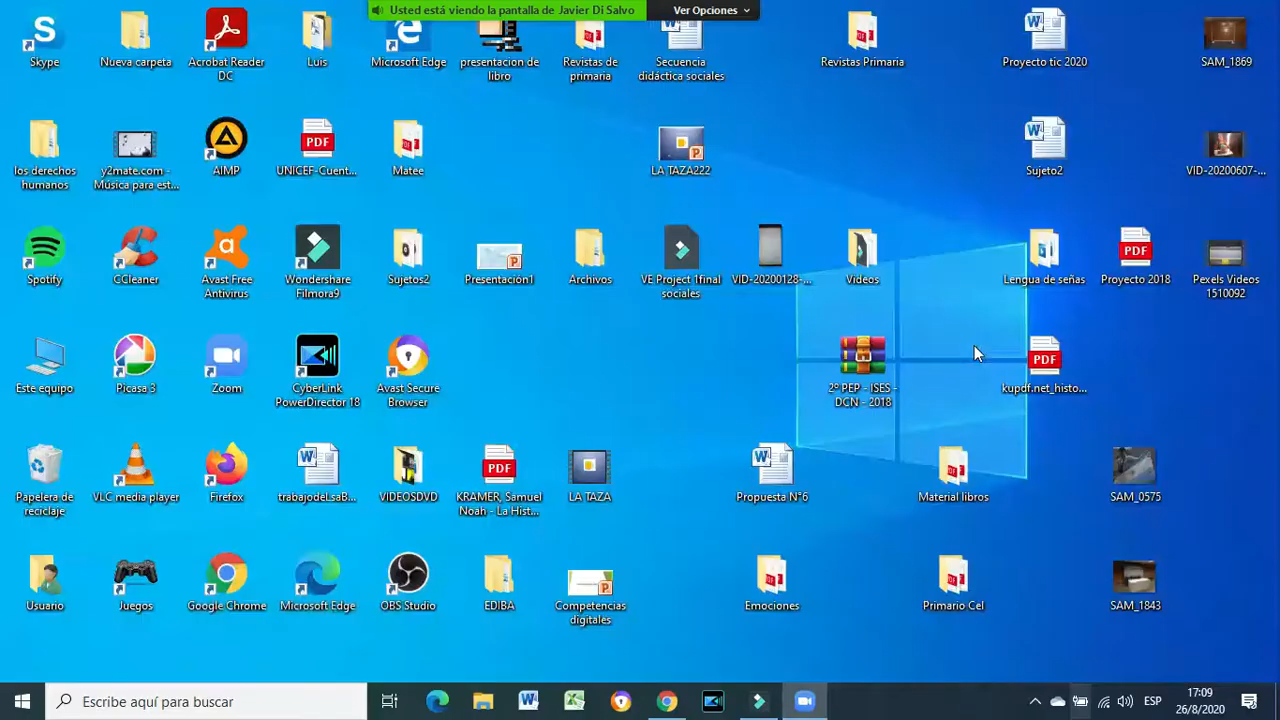 Usted está viendo la pantalla de Javier Di Salvo
Ver Opciones
Skype
Nueva carpeta
Acrobat Reader
DC
Luis
Microsoft Edge
presentacion de
libro
Revistas de
primaria
Secuencia
didáctica sociales
Revistas Primaria
Proyecto tic 2020
SAM_1869
los derechos
humanos
y2mate.com -
Música para est...
AIMP
PDF
UNICEF-Cuent...
Matee
LA TAZA222
Sujeto2
VID-20200607-...
Spotify
CCleaner
Avast Free
Antivirus
Wondershare
Filmora9
Sujetos2
Presentación1
Archivos
VE Project 1final
sociales
VID-20200128-...
Videos
Lengua de señas
PDF
Proyecto 2018
Pexels Videos
1510092
Este equipo
Picasa 3
Zoom
CyberLink
PowerDirector 18
Avast Secure
Browser
2º PEP - ISES -
DCN - 2018
PDF
kupdf.net_histo...
Papelera de
reciclaje
VLC media player
Firefox
trabajodeLsaB...
VIDEOSDVD
PDF
KRAMER, Samuel
Noah - La Hist...
LA TAZA
Propuesta N°6
Material libros
SAM_0575
Usuario
Juegos
Google Chrome
Microsoft Edge
OBS Studio
EDIBA
Competencias
digitales
Emociones
Primario Cel
SAM_1843
Escribe aquí para buscar
ESP
17:09
26/8/2020